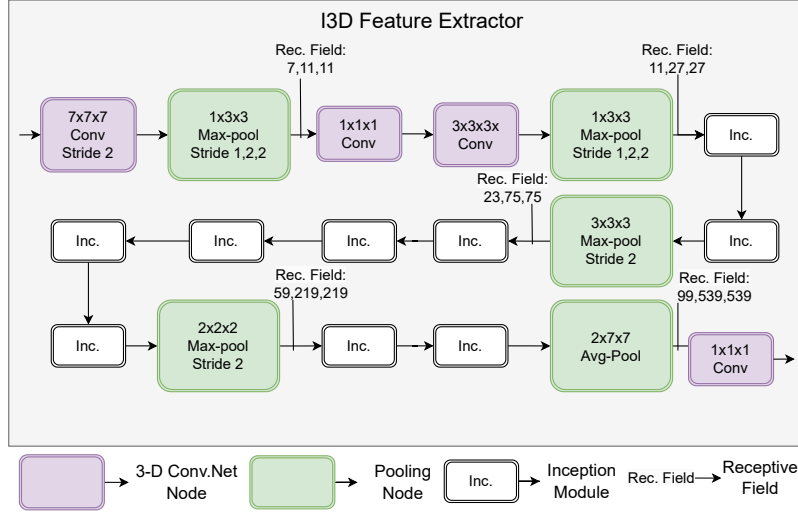 I3D Feature Extractor
Rec. Field:
7,11,11
Rec. Field:
11,27,27
7x7x7
Conv
Stride 2
1x3x3
Max-pool
Stride 1,2,2
1x1x1
Conv
3x3x3x
Conv
1x3x3
Max-pool
Stride 1,2,2
Inc.
Rec. Field:
23,75,75
Inc.
Inc.
Inc.
Inc.
3x3x3
Max-pool
Stride 2
Inc.
Rec. Field:
59,219,219
Rec. Field:
99,539,539
Inc.
2x2x2
Max-pool
Stride 2
Inc.
Inc.
2x7x7
Avg-Pool
1x1x1
Conv
3-D Conv.Net
Node
Pooling
Node
Inc.
Inception
Module
Rec. Field
Receptive
Field